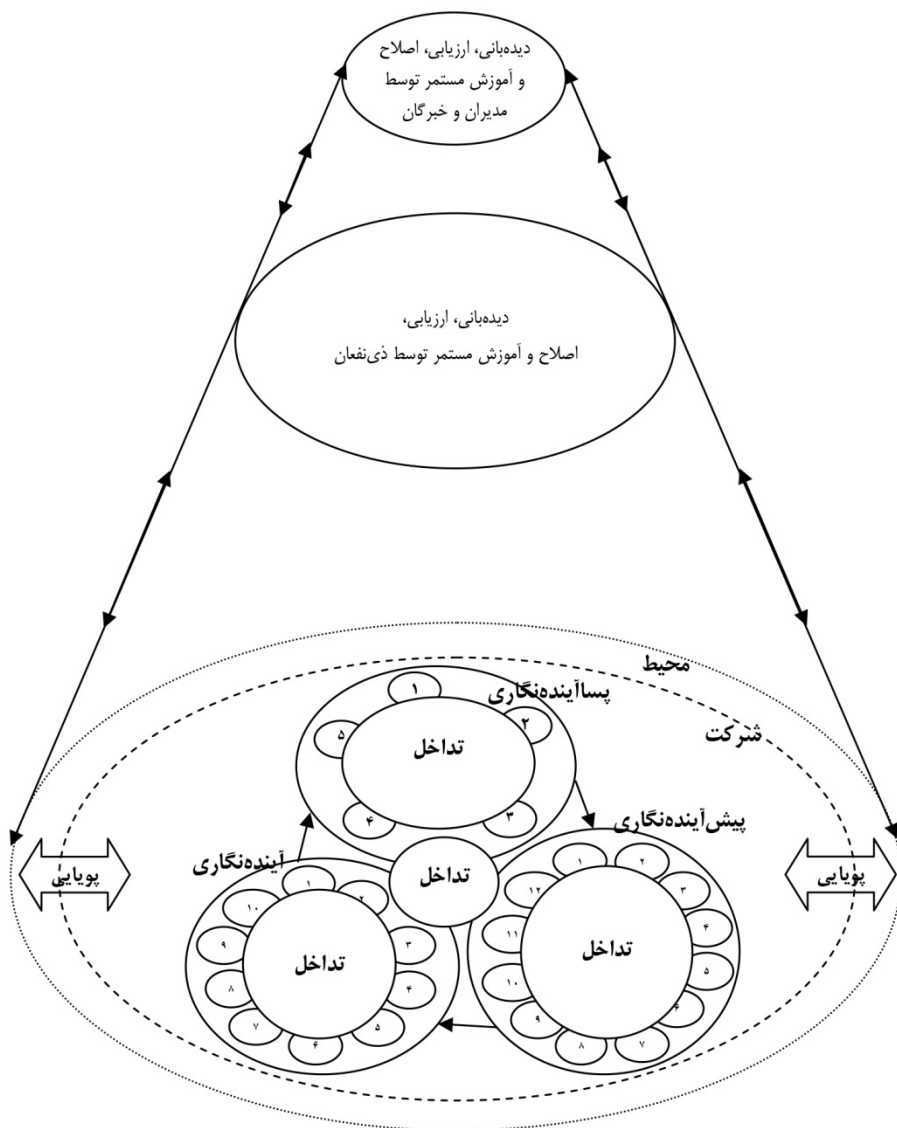 دیده‌بانی، ارزیابی، اصلاح
و آموزش مستمر توسط
مدیران و خبرگان
دیده‌بانی، ارزیابی،
اصلاح و آموزش مستمر توسط ذی‌نفعان
محیط
شرکت
پساآینده‌نگاری
۱
۲
۳
۴
۵
تداخل
پیش‌آینده‌نگاری
۱
۲
۳
۴
۵
۶
۷
۸
۹
۱۰
۱۱
۱۲
تداخل
تداخل
آینده‌نگاری
۱
۲
۳
۴
۵
۶
۷
۸
۹
۱۰
تداخل
پویایی
پویایی